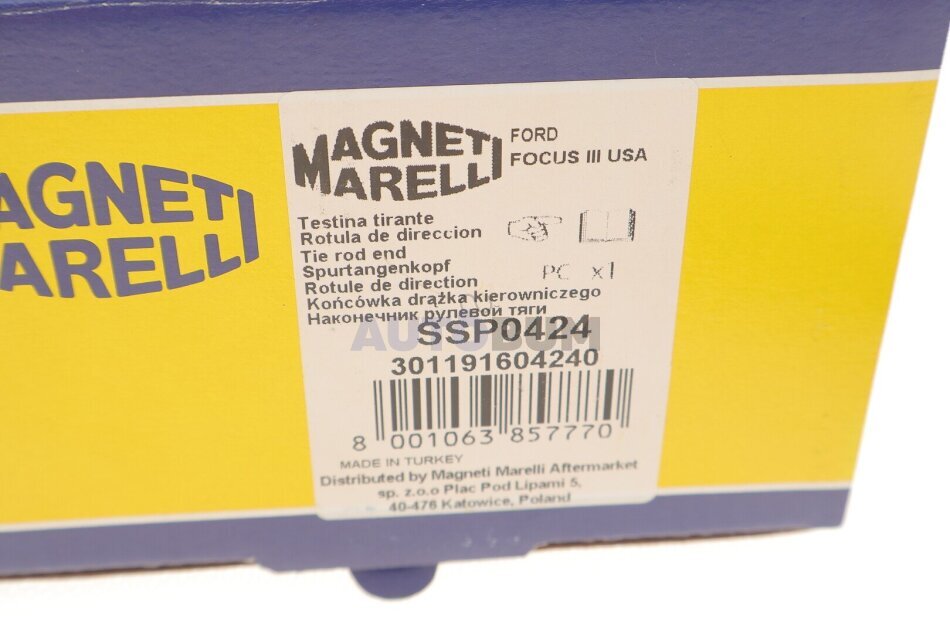 MAGNETI
MARELLI
MAGNETI
MARELLI
FORD
FOCUS III USA
Testina tirante
Rotula de direccion
Tie rod end
Spurtangenkopf
Rotule de direction
Końcówka drążka kierowniczego
Наконечник рулевой тяги
PC x1
AUTOBUM
SSP0424
301191604240
8 001063 857770
MADE IN TURKEY
Distributed by Magneti Marelli Aftermarket
sp. z.o.o Plac Pod Lipami 5,
40-476 Katowice, Poland